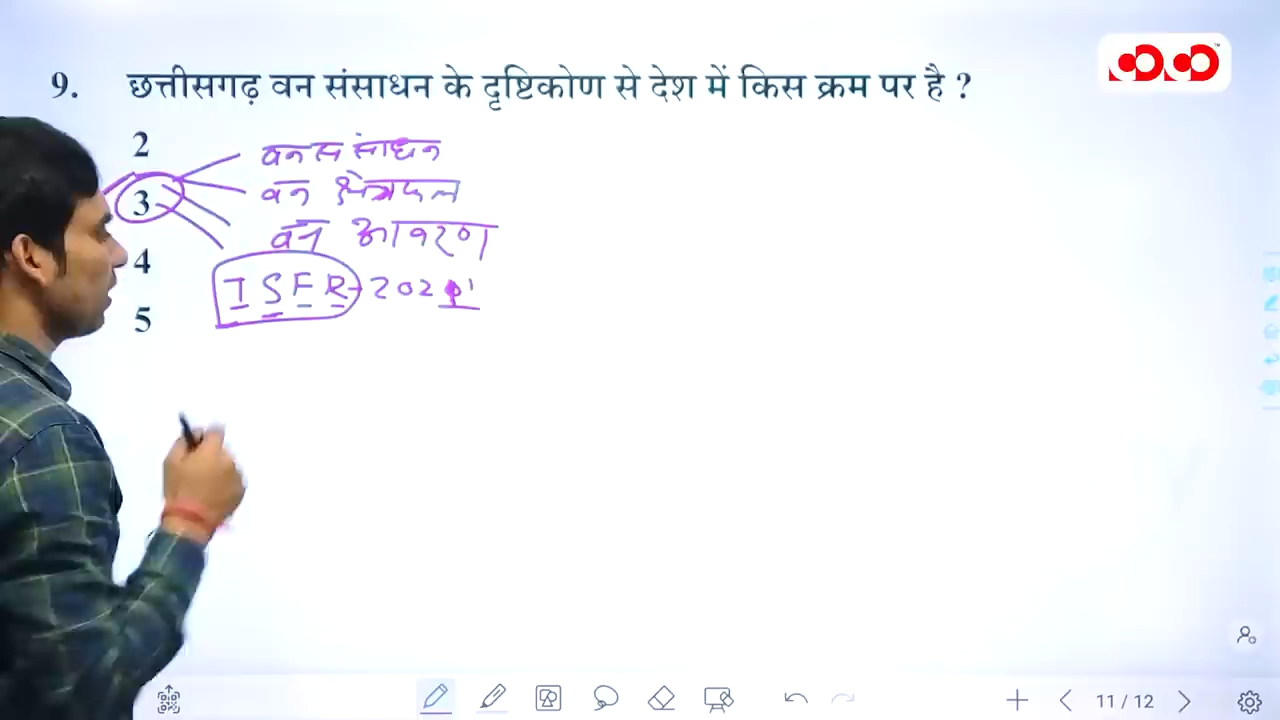 9. छत्तीसगढ़ वन संसाधन के दृष्टिकोण से देश में किस क्रम पर है ?
2
वन संसाधन
3
वन क्षेत्रफल
वन आवरण
4
ISFR-2021
5
11 / 12